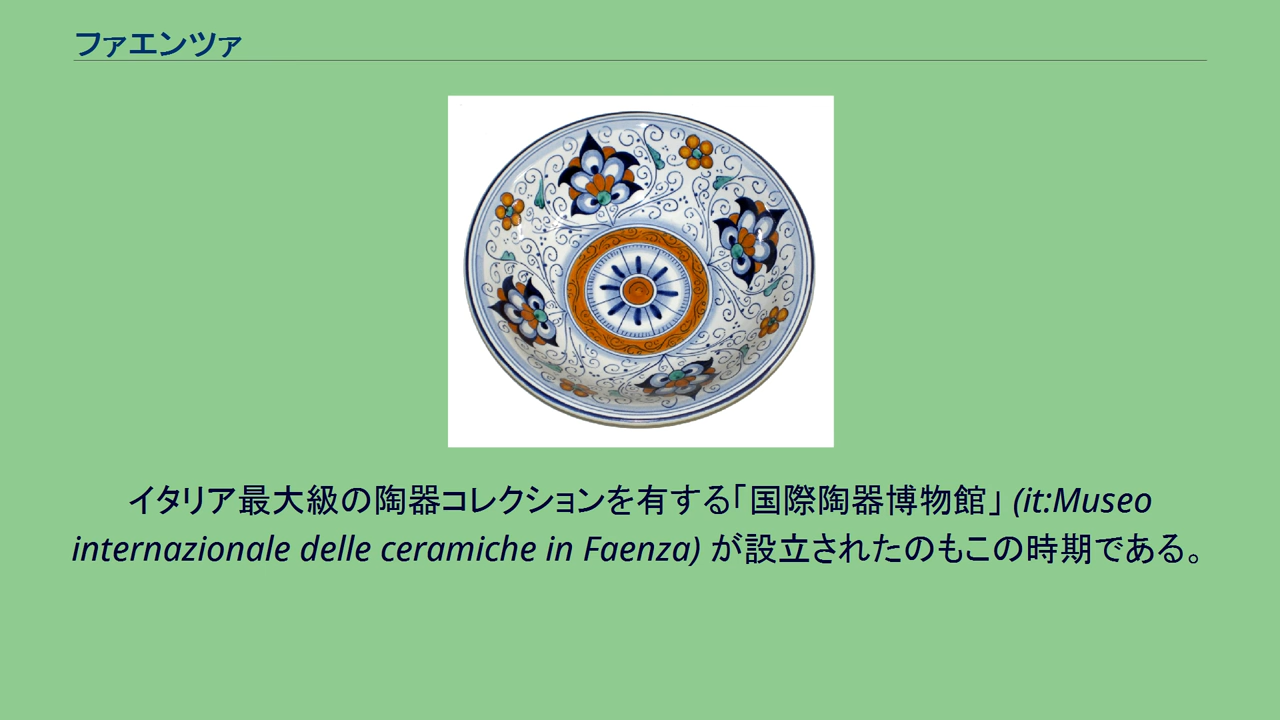 ファエンツァ
イタリア最大級の陶器コレクションを有する「国際陶器博物館」 (it:Museo
internazionale delle ceramiche in Faenza) が設立されたのもこの時期である。